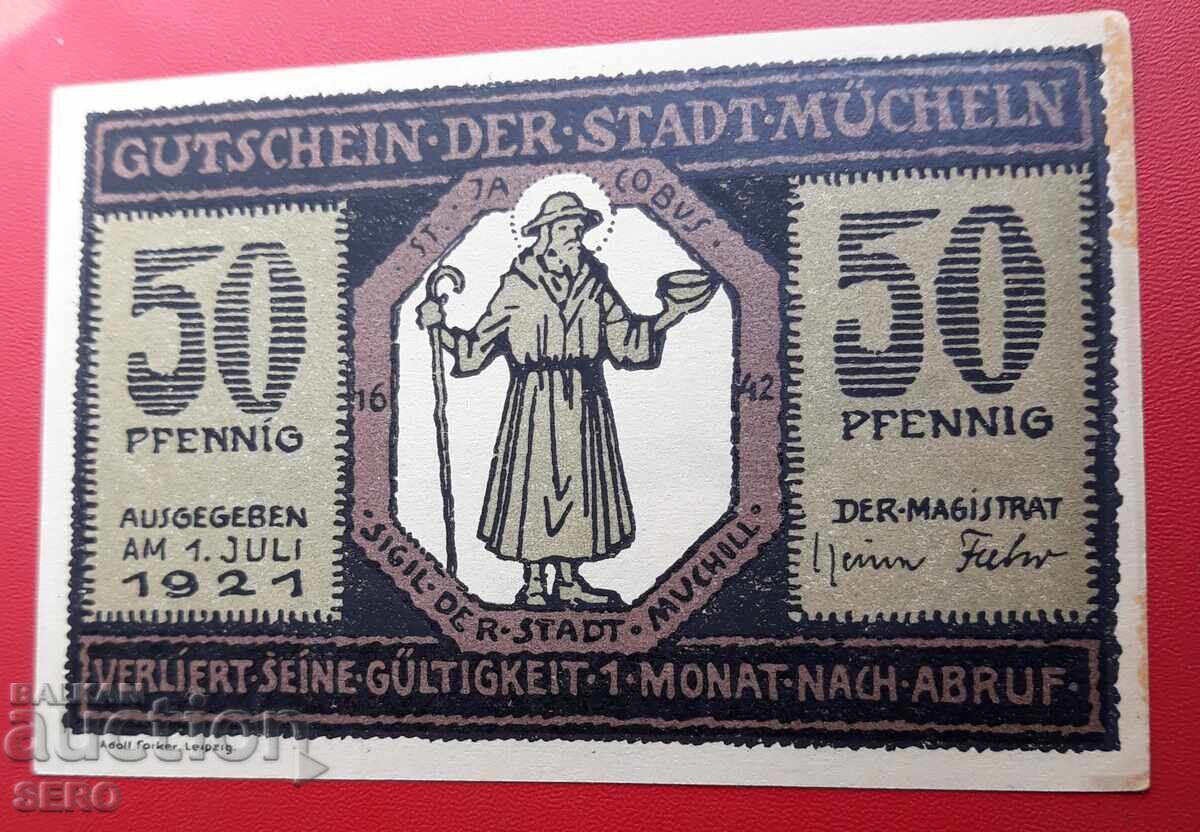 GUTSCHEIN·DER·STADT·MÜCHELN
50
PFENNIG
AUSGEGEBEN
AM 1. JULI
1921
·ST·JACOBUS·
16 42
·SIGIL·DER·STADT·MUCHOLL·
50
PFENNIG
DER·MAGISTRAT
VERLIERT·SEINE·GÜLTIGKEIT·1·MONAT·NACH·ABRUF·
Adolf Forker, Leipzig.
BALKAN
auction
SERO